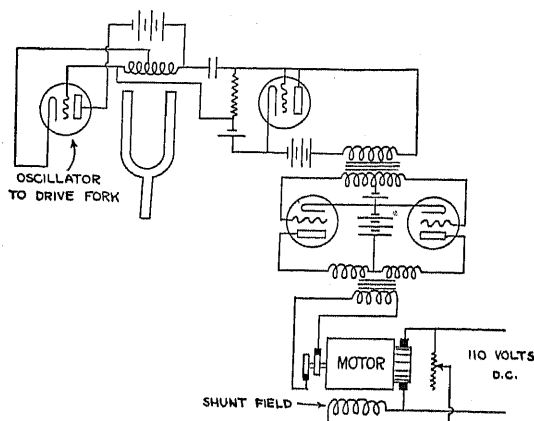 OSCILLATOR
TO DRIVE FORK
MOTOR
110 VOLTS
D.C.
SHUNT FIELD